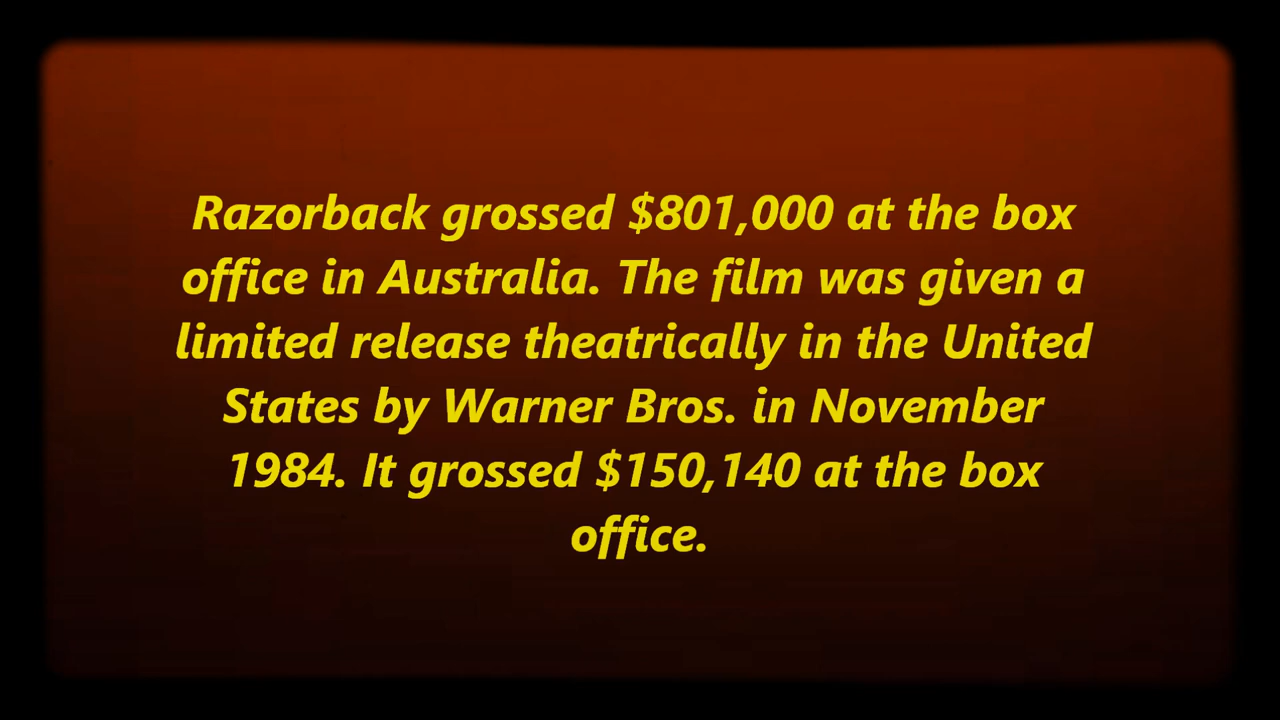 Razorback grossed $801,000 at the box
office in Australia. The film was given a
limited release theatrically in the United
States by Warner Bros. in November
1984. It grossed $150,140 at the box
office.